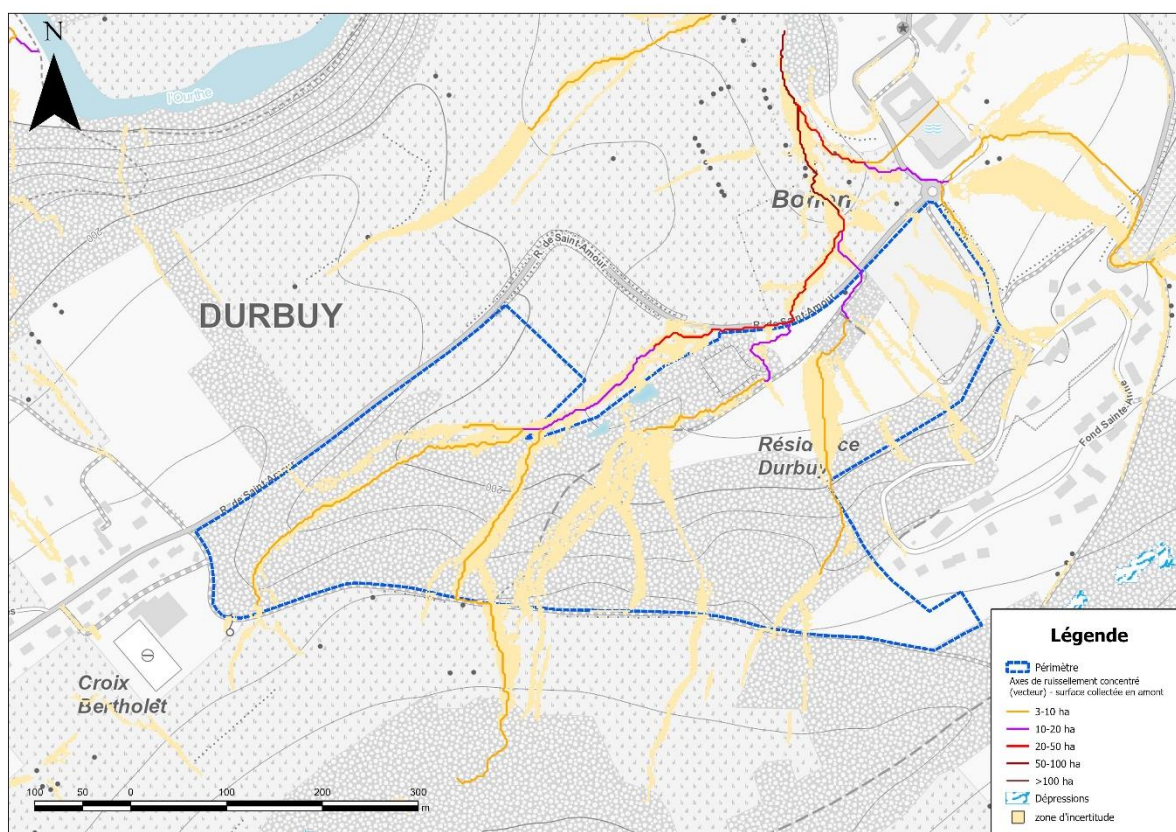 N
l'Ourthe
200
R. de Saint-Amour
DURBUY
R. de Saint-Amour
200
R. de Saint-Amour
Résidence
Durbuy
Fond Sainte-Anne
Croix
Bertholet
100 50 0 100 200 300
m
Légende
Périmètre
Axes de ruissellement concentré
(vecteur) - surface collectée en amont
3-10 ha
10-20 ha
20-50 ha
50-100 ha
>100 ha
Dépressions
zone d'incertitude